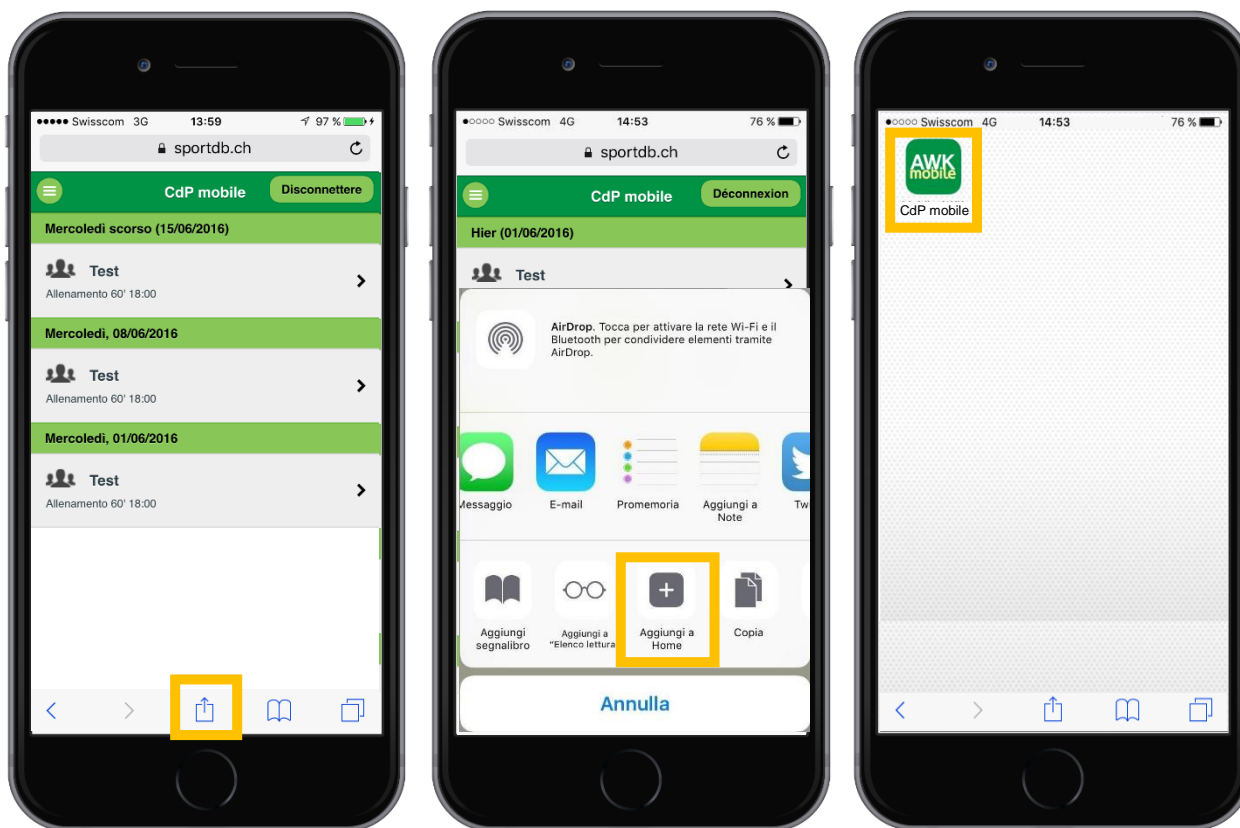 Swisscom 3G 13:59 97 %
sportdb.ch
CdP mobile Disconnettere
Mercoledì scorso (15/06/2016)
Test
Allenamento 60' 18:00
Mercoledì, 08/06/2016
Test
Allenamento 60' 18:00
Mercoledì, 01/06/2016
Test
Allenamento 60' 18:00
Swisscom 4G 14:53 76 %
sportdb.ch
CdP mobile Déconnexion
Hier (01/06/2016)
Test
AirDrop. Tocca per attivare la rete Wi-Fi e il
Bluetooth per condividere elementi tramite
AirDrop.
Messaggio E-mail Promemoria Aggiungi a Tw
Note
Aggiungi Aggiungi a Aggiungi a Copia
segnalibro "Elenco lettura Home
Annulla
Swisscom 4G 14:53 76 %
AWK
mobile
CdP mobile